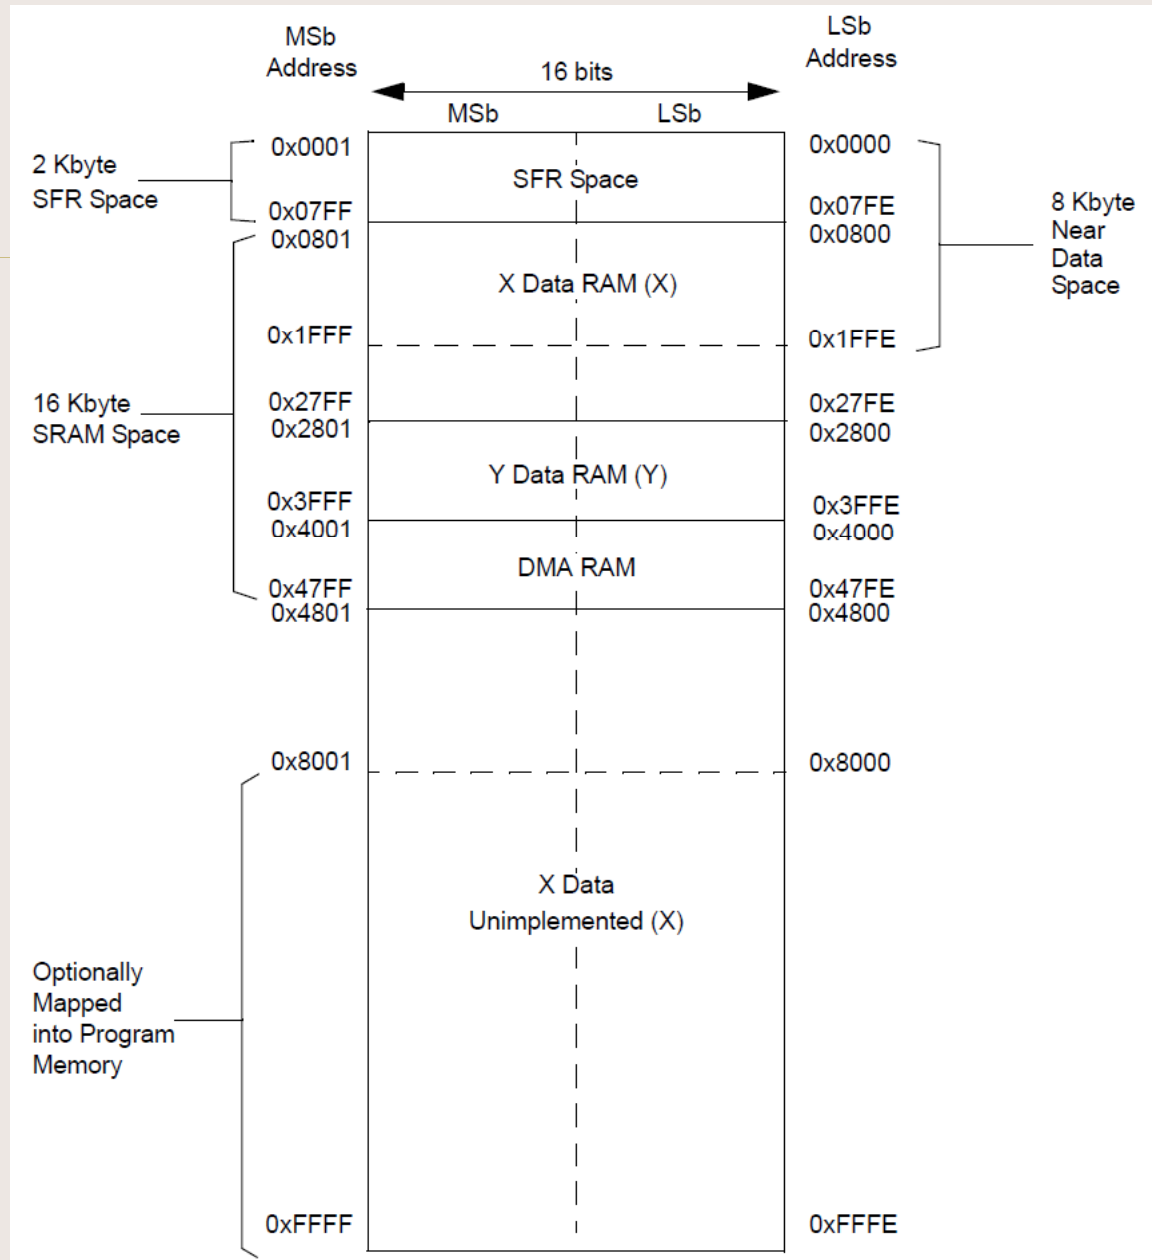 MSb
Address
LSb
Address
16 bits
MSb
LSb
2 Kbyte
SFR Space
0x0001
0x0000
SFR Space
0x07FF
0x07FE
0x0801
0x0800
8 Kbyte
Near
Data
Space
X Data RAM (X)
0x1FFF
0x1FFE
16 Kbyte
SRAM Space
0x27FF
0x27FE
0x2801
0x2800
Y Data RAM (Y)
0x3FFF
0x3FFE
0x4001
0x4000
DMA RAM
0x47FF
0x47FE
0x4801
0x4800
0x8001
0x8000
X Data
Unimplemented (X)
Optionally
Mapped
into Program
Memory
0xFFFF
0xFFFE